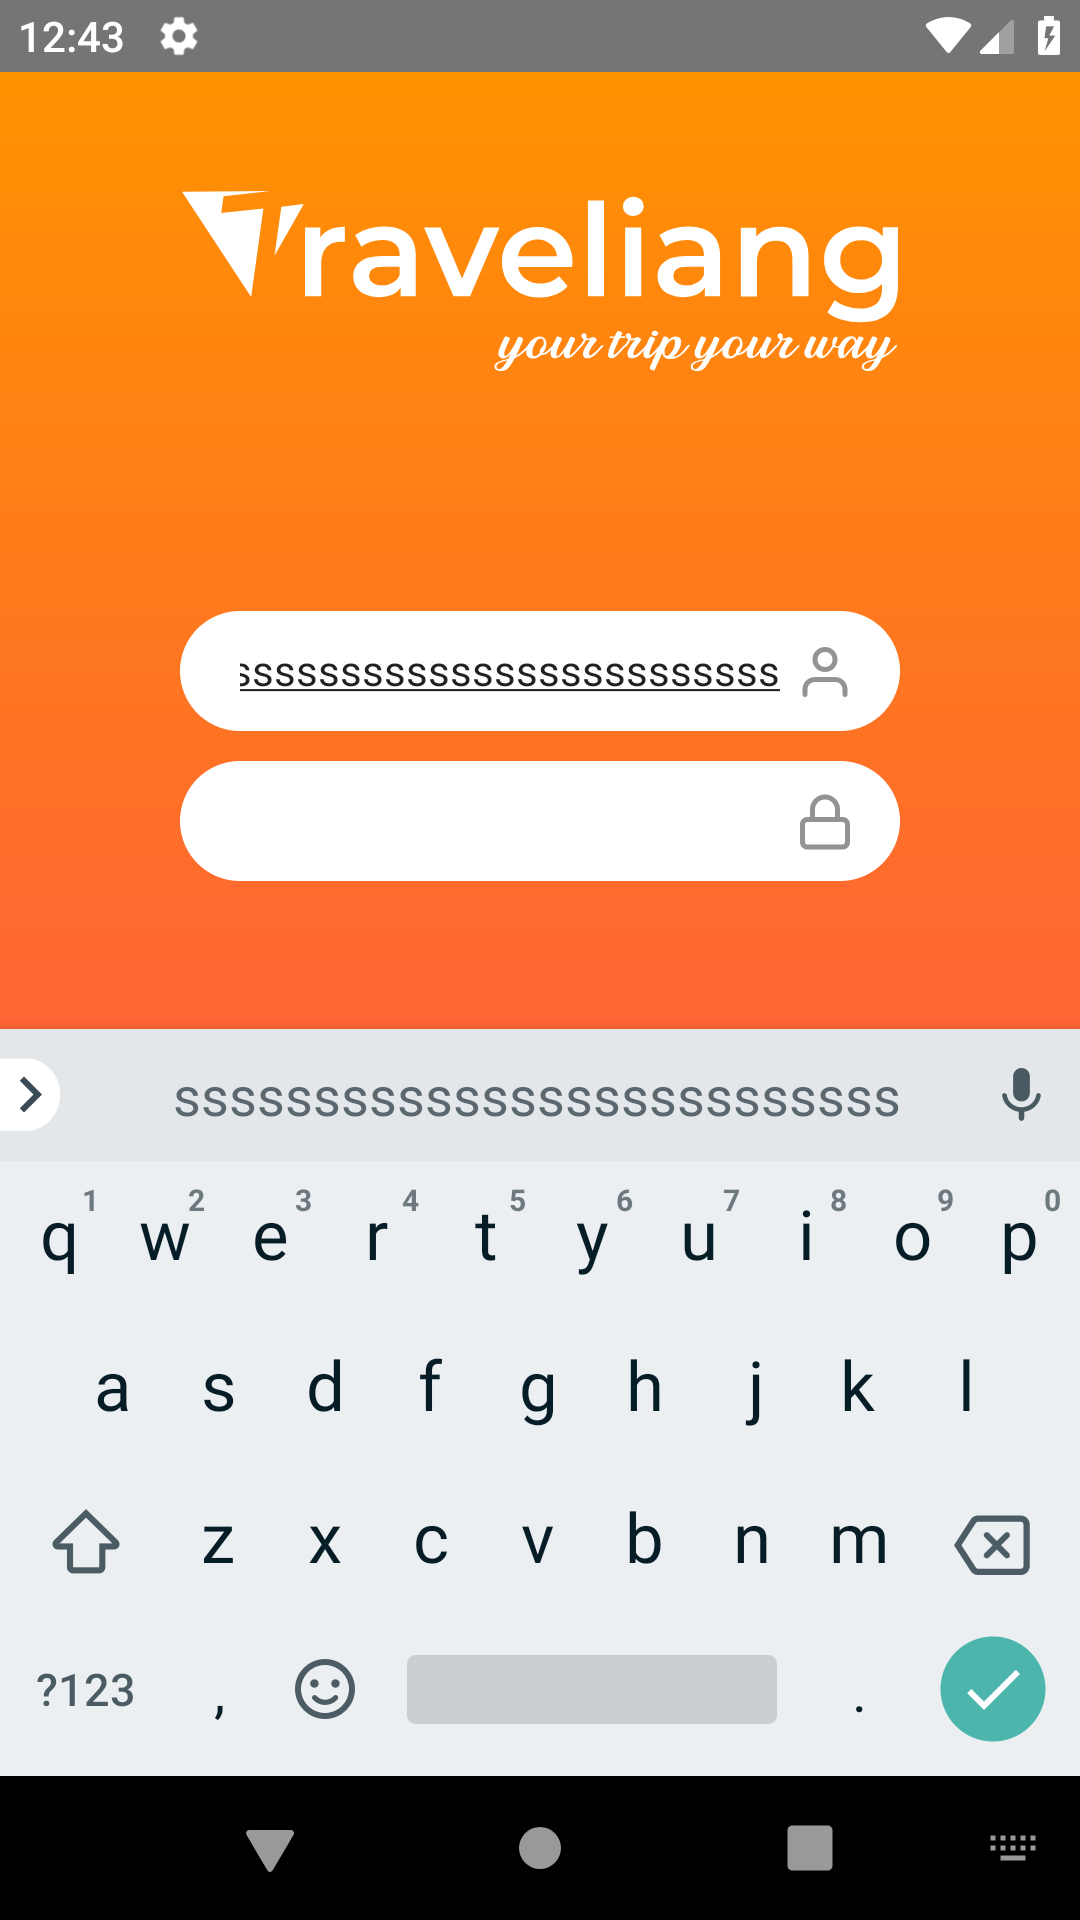 12:43
Traveliang
your trip your way
sssssssssssssssssssssssss
ssssssssssssssssssssssssss
1 2 3 4 5 6 7 8 9 0
q w e r t y u i o p
a s d f g h j k l
z x c v b n m
?123 , .